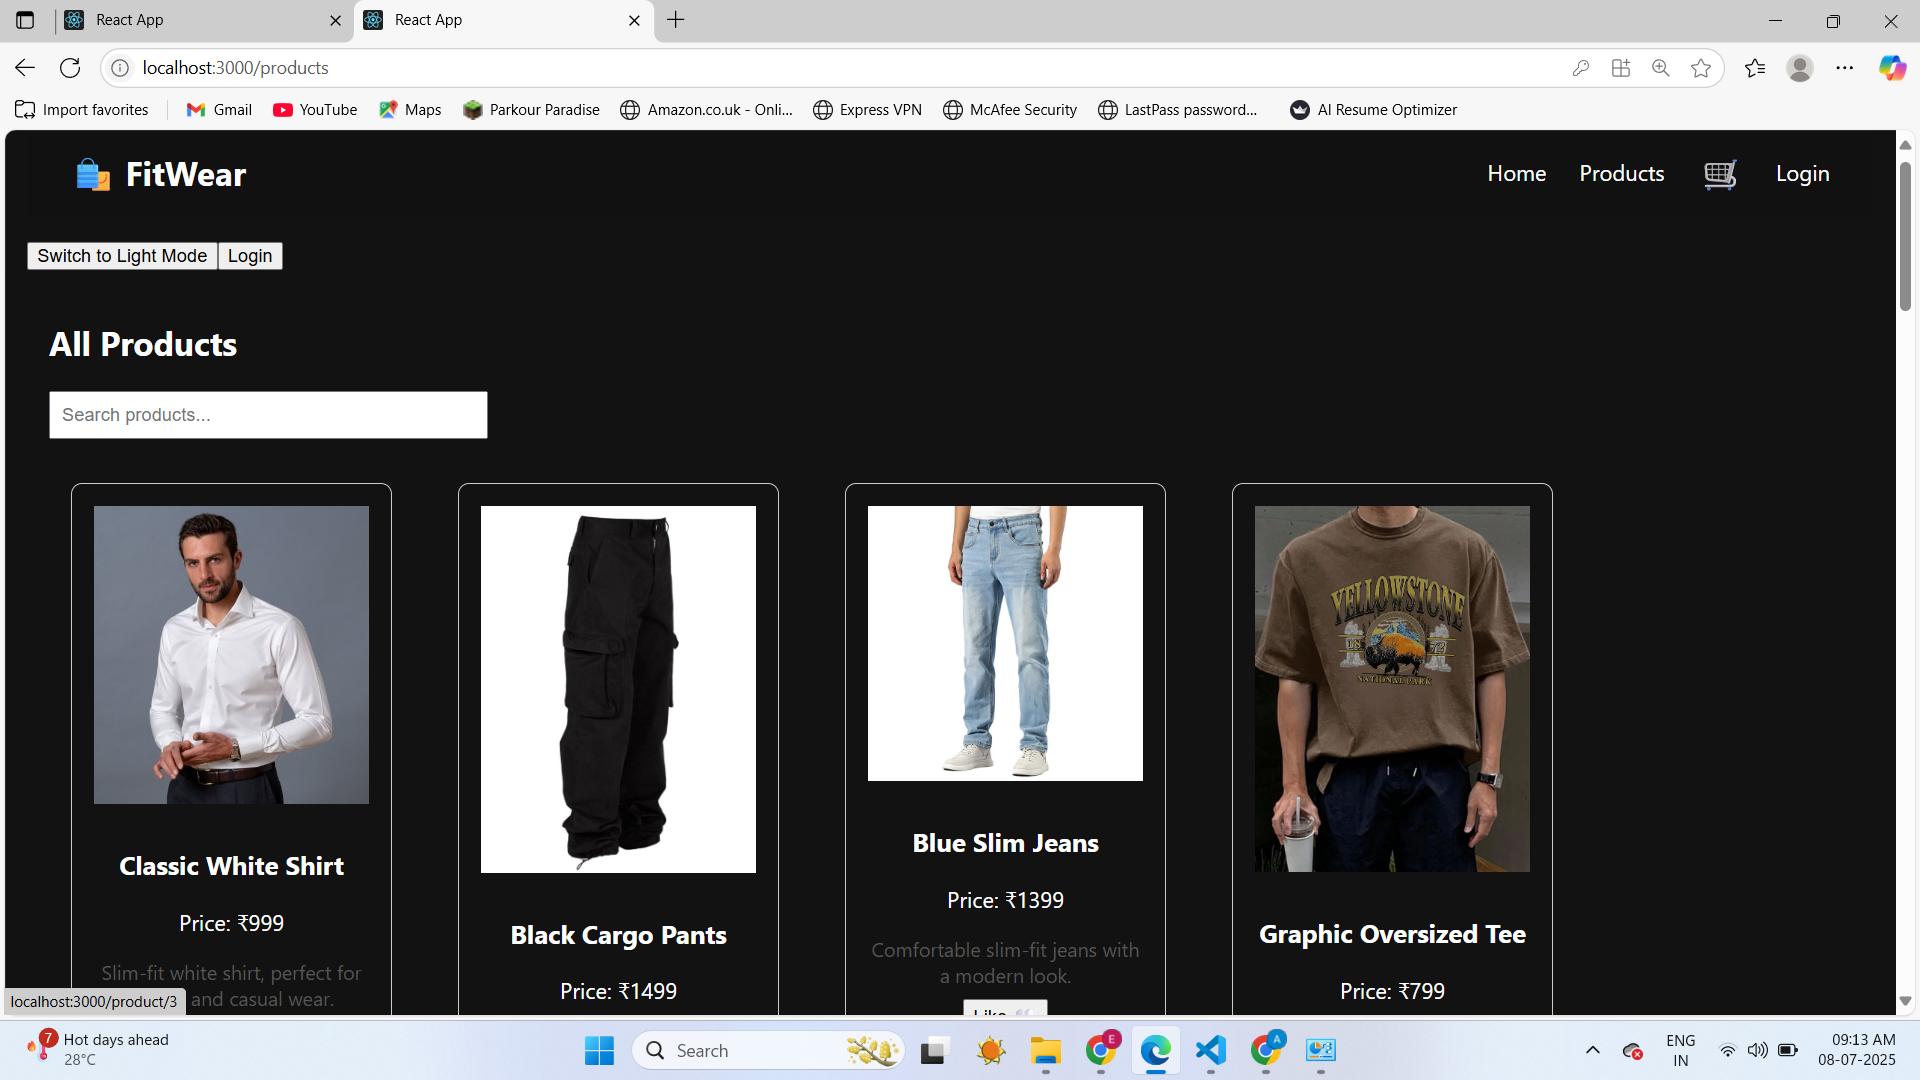 React App
React App
localhost:3000/products
Import favorites
Gmail
YouTube
Maps
Parkour Paradise
Amazon.co.uk - Onli...
Express VPN
McAfee Security
LastPass password...
AI Resume Optimizer
FitWear
Home
Products
Login
Switch to Light Mode
Login
All Products
Search products...
YELLOWSTONE
NATIONAL PARK
Classic White Shirt
Price: ₹999
Slim-fit white shirt, perfect for
and casual wear.
Black Cargo Pants
Price: ₹1499
Blue Slim Jeans
Price: ₹1399
Comfortable slim-fit jeans with
a modern look.
Like
Graphic Oversized Tee
Price: ₹799
localhost:3000/product/3
7
Hot days ahead
28°C
Search
E
A
ENG
IN
09:13 AM
08-07-2025